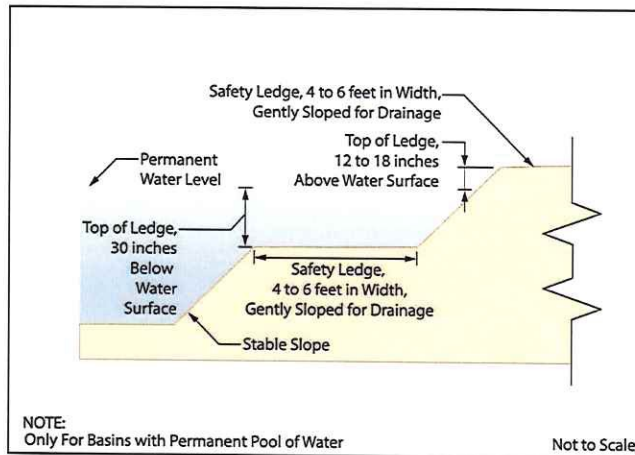 Safety Ledge, 4 to 6 feet in Width,
Gently Sloped for Drainage
Top of Ledge,
12 to 18 inches
Above Water Surface
Permanent
Water Level
Top of Ledge,
30 inches
Below
Water
Surface
Safety Ledge,
4 to 6 feet in Width,
Gently Sloped for Drainage
Stable Slope
NOTE:
Only For Basins with Permanent Pool of Water
Not to Scale